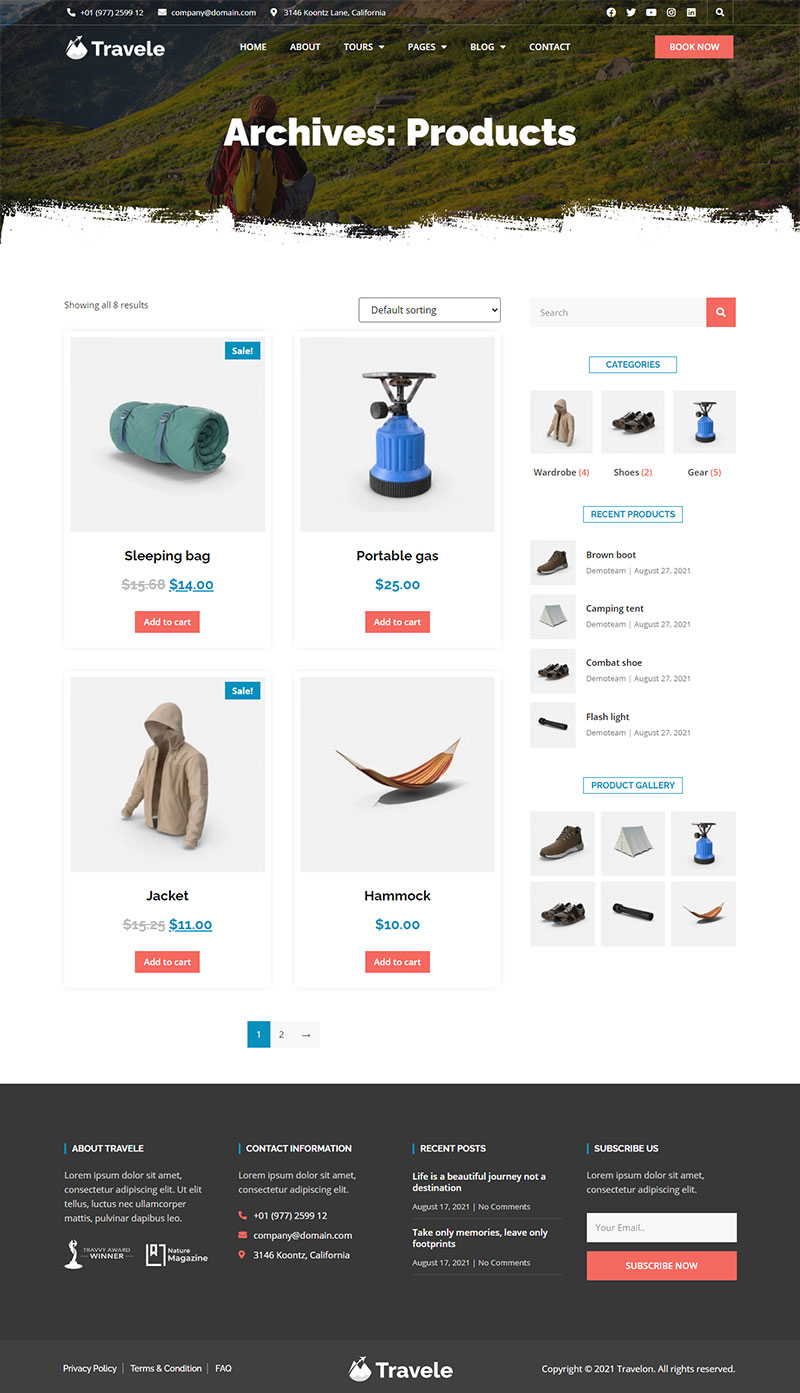 +01 (977) 2599 12 company@domain.com 3146 Koontz Lane, California
Travele HOME ABOUT TOURS PAGES BLOG CONTACT BOOK NOW
Archives: Products
Showing all 8 results
Default sorting
Sale!
Sleeping bag
$15.68 $14.00
Add to cart
Portable gas
$25.00
Add to cart
Sale!
Jacket
$15.25 $11.00
Add to cart
Hammock
$10.00
Add to cart
1 2 →
Search
CATEGORIES
Wardrobe (4)
Shoes (2)
Gear (5)
RECENT PRODUCTS
Brown boot
Demoteam | August 27, 2021
Camping tent
Demoteam | August 27, 2021
Combat shoe
Demoteam | August 27, 2021
Flash light
Demoteam | August 27, 2021
PRODUCT GALLERY
ABOUT TRAVELE
Lorem ipsum dolor sit amet,
consectetur adipiscing elit. Ut elit
tellus, luctus nec ullamcorper
mattis, pulvinar dapibus leo.
TRAVVY AWARD
WINNER
Nature
Magazine
CONTACT INFORMATION
Lorem ipsum dolor sit amet,
consectetur adipiscing elit.
+01 (977) 2599 12
company@domain.com
3146 Koontz, California
RECENT POSTS
Life is a beautiful journey not a
destination
August 17, 2021 | No Comments
Take only memories, leave only
footprints
August 17, 2021 | No Comments
SUBSCRIBE US
Lorem ipsum dolor sit amet,
consectetur adipiscing elit.
Your Email..
SUBSCRIBE NOW
Privacy Policy | Terms & Condition | FAQ
Travele
Copyright © 2021 Travelon. All rights reserved.